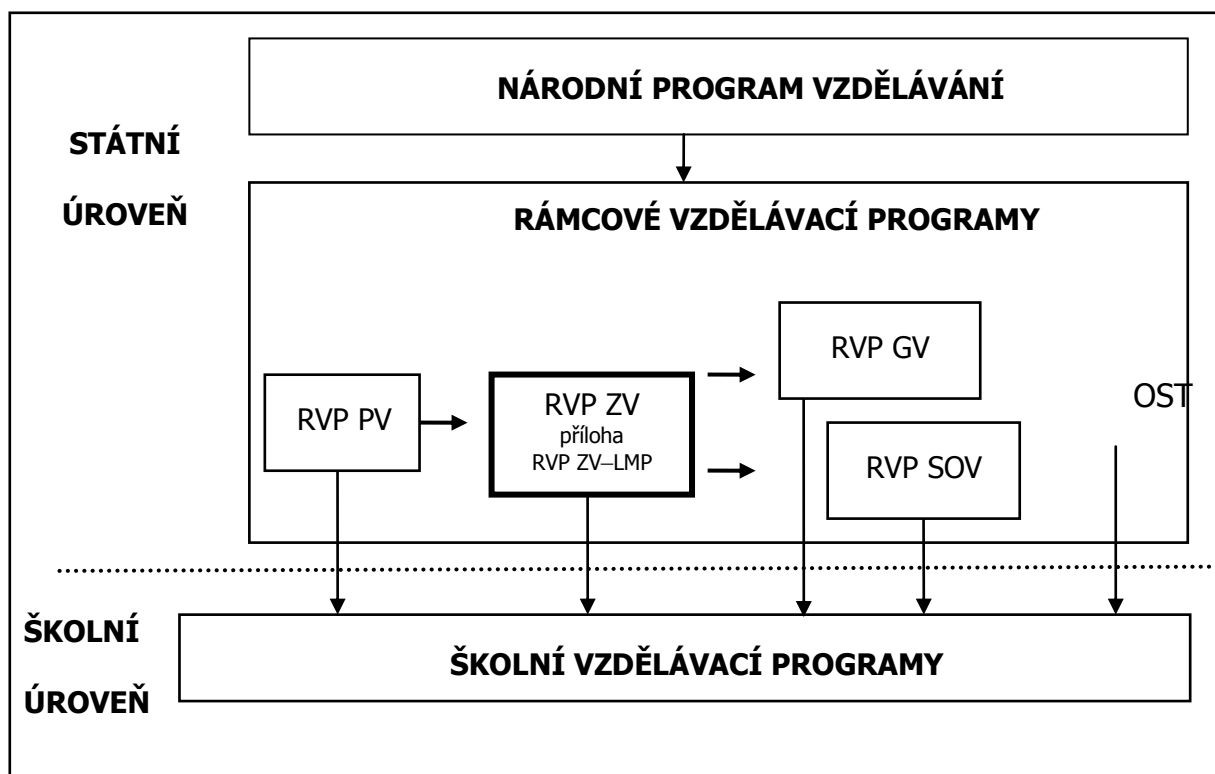 NÁRODNÍ PROGRAM VZDĚLÁVÁNÍ
STÁTNÍ
ÚROVEŇ
RÁMCOVÉ VZDĚLÁVACÍ PROGRAMY
RVP GV
OST
RVP PV
RVP ZV
příloha
RVP ZV–LMP
RVP SOV
ŠKOLNÍ
ÚROVEŇ
ŠKOLNÍ VZDĚLÁVACÍ PROGRAMY